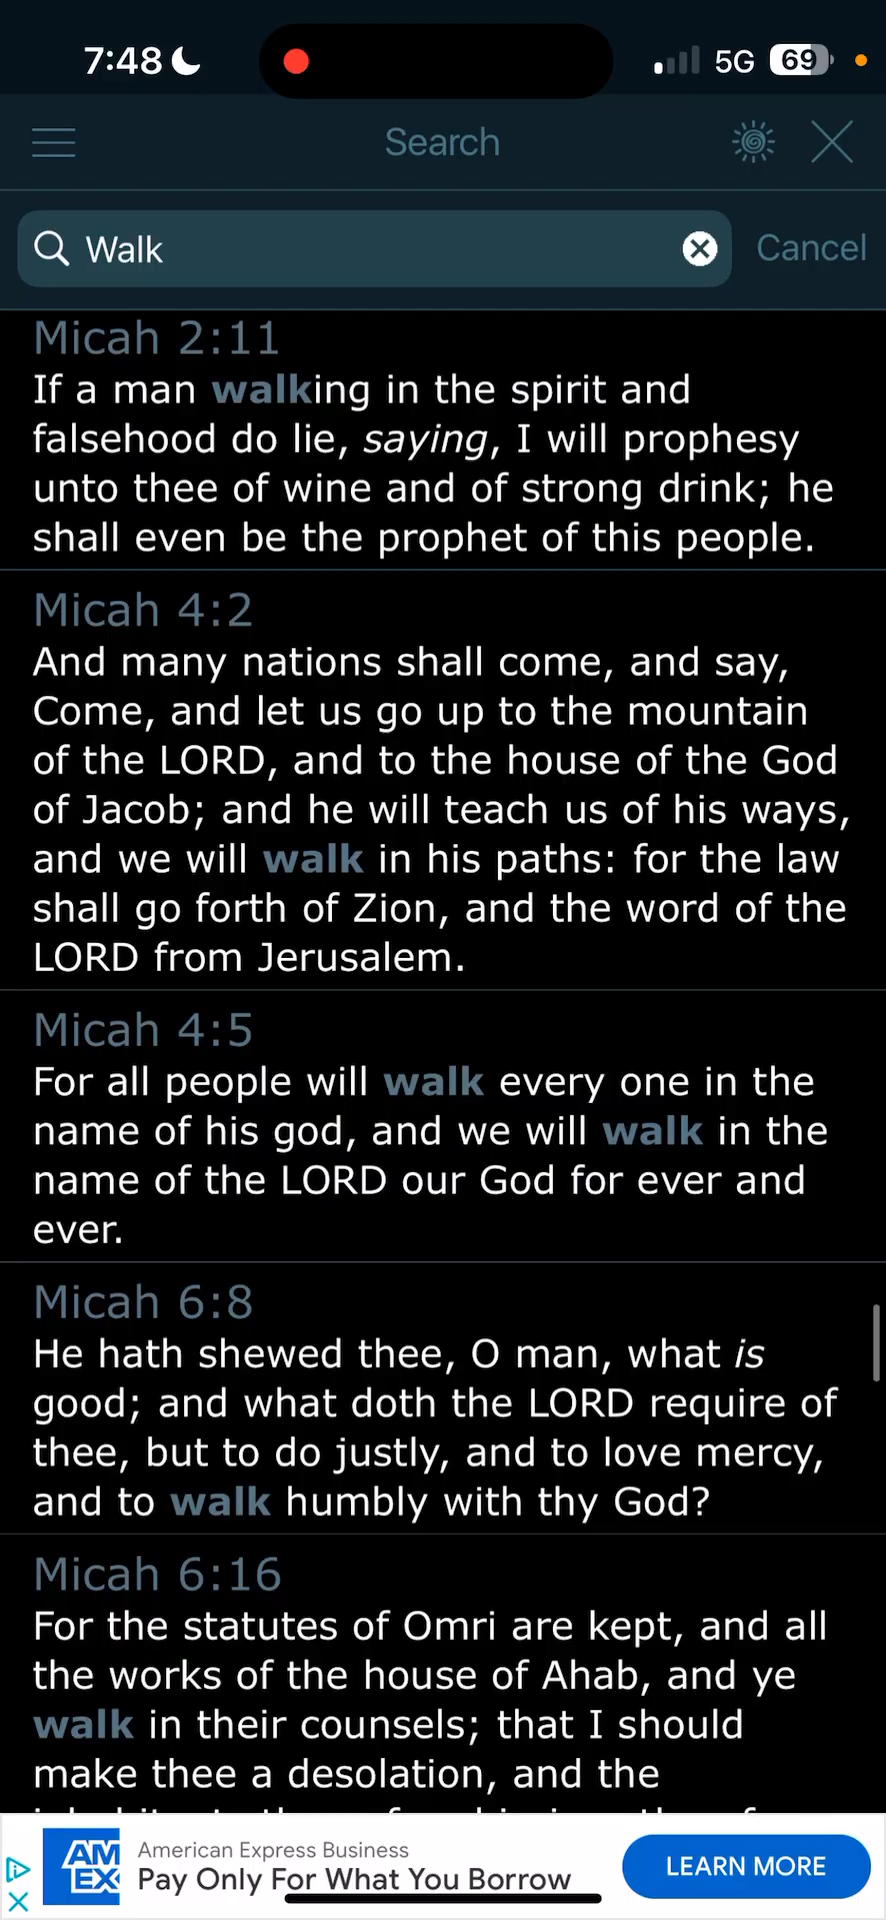 7:48
5G
69
Search
Walk
Cancel
Micah 2:11
If a man walking in the spirit and
falsehood do lie, saying, I will prophesy
unto thee of wine and of strong drink; he
shall even be the prophet of this people.
Micah 4:2
And many nations shall come, and say,
Come, and let us go up to the mountain
of the LORD, and to the house of the God
of Jacob; and he will teach us of his ways,
and we will walk in his paths: for the law
shall go forth of Zion, and the word of the
LORD from Jerusalem.
Micah 4:5
For all people will walk every one in the
name of his god, and we will walk in the
name of the LORD our God for ever and
ever.
Micah 6:8
He hath shewed thee, O man, what is
good; and what doth the LORD require of
thee, but to do justly, and to love mercy,
and to walk humbly with thy God?
Micah 6:16
For the statutes of Omri are kept, and all
the works of the house of Ahab, and ye
walk in their counsels; that I should
make thee a desolation, and the
AM
EX
American Express Business
Pay Only For What You Borrow
LEARN MORE